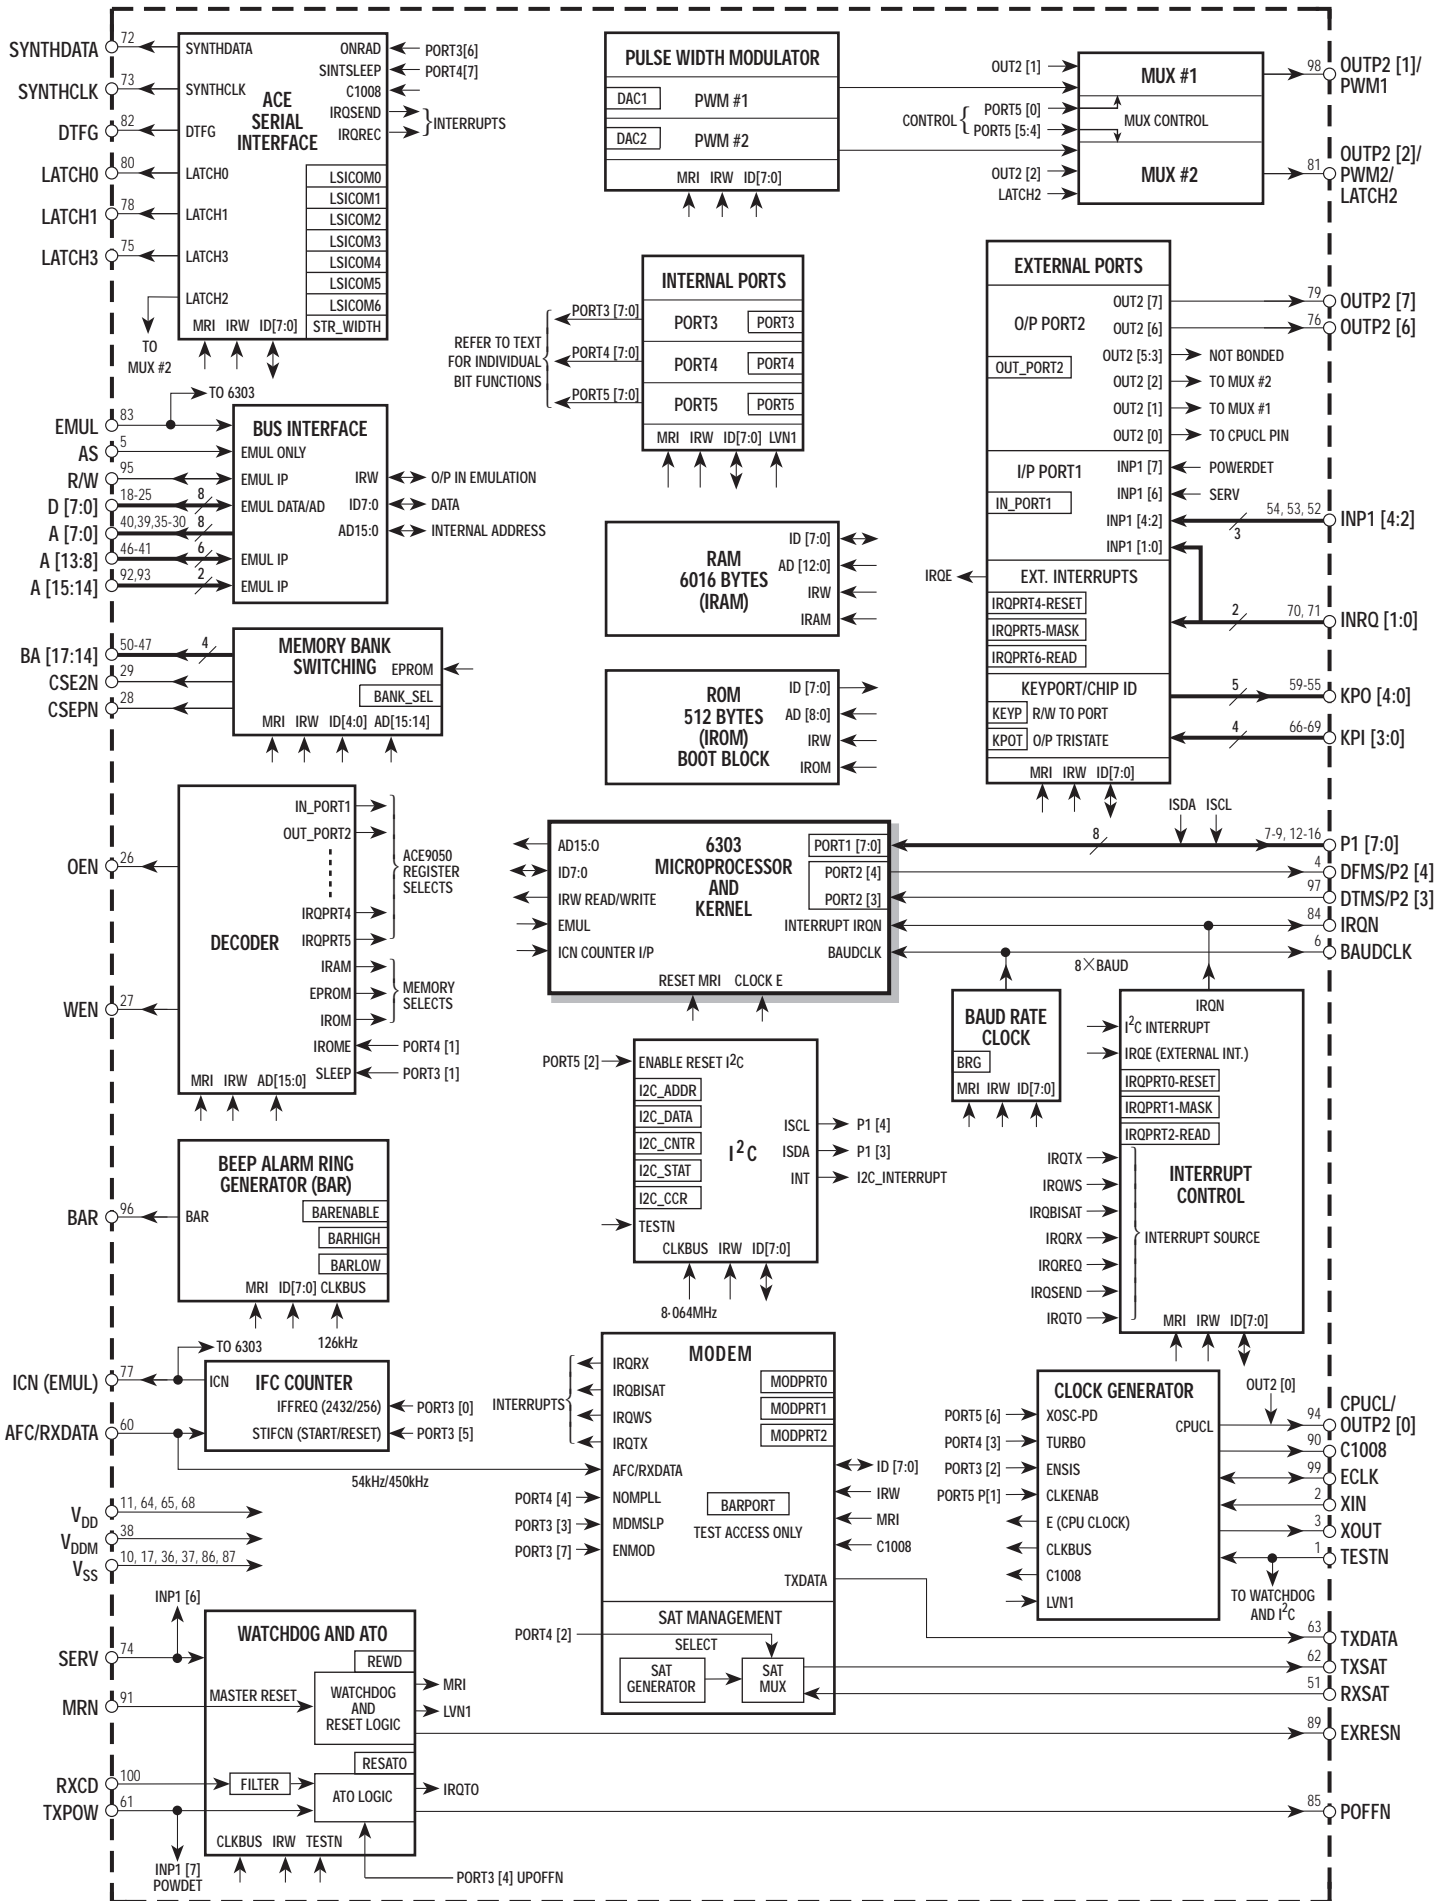 SYNTHDATA
72
SYNTHCLK
73
DTFG
82
LATCH0
80
LATCH1
78
LATCH3
75
SYNTHDATA
SYNTHCLK
DTFG
LATCH0
LATCH1
LATCH3
LATCH2
ACE
SERIAL
INTERFACE
ONRAD
SINTSLEEP
C1008
IRQSEND
IRQREC
PORT3[6]
PORT4[7]
INTERRUPTS
LSICOM0
LSICOM1
LSICOM2
LSICOM3
LSICOM4
LSICOM5
LSICOM6
STR_WIDTH
MRI IRW ID[7:0]
TO
MUX #2
PULSE WIDTH MODULATOR
DAC1 PWM #1
DAC2 PWM #2
MRI IRW ID[7:0]
OUT2 [1]
CONTROL
PORT5 [0]
PORT5 [5:4]
OUT2 [2]
LATCH2
MUX #1
MUX CONTROL
MUX #2
98
OUTP2 [1]/
PWM1
81
OUTP2 [2]/
PWM2/
LATCH2
INTERNAL PORTS
PORT3 PORT3
PORT4 PORT4
PORT5 PORT5
MRI IRW ID[7:0] LVN1
PORT3 [7:0]
PORT4 [7:0]
PORT5 [7:0]
REFER TO TEXT
FOR INDIVIDUAL
BIT FUNCTIONS
EXTERNAL PORTS
O/P PORT2
OUT_PORT2
OUT2 [7]
OUT2 [6]
OUT2 [5:3]
OUT2 [2]
OUT2 [1]
OUT2 [0]
NOT BONDED
TO MUX #2
TO MUX #1
TO CPUCL PIN
79
OUTP2 [7]
76
OUTP2 [6]
I/P PORT1
IN_PORT1
INP1 [7]
INP1 [6]
INP1 [4:2]
INP1 [1:0]
POWERDET
SERV
54, 53, 52
3
INP1 [4:2]
IRQE
EXT. INTERRUPTS
IRQPRT4-RESET
IRQPRT5-MASK
IRQPRT6-READ
2
70, 71
INRQ [1:0]
KEYPORT/CHIP ID
KEYP R/W TO PORT
KPOT O/P TRISTATE
MRI IRW ID[7:0]
5
59-55
KPO [4:0]
4
66-69
KPI [3:0]
TO 6303
EMUL
83
AS
5
R/W
95
D [7:0]
18-25
8
A [7:0]
40,39,35-30
8
A [13:8]
46-41
6
A [15:14]
92,93
2
BUS INTERFACE
EMUL ONLY
EMUL IP
EMUL DATA/AD
EMUL IP
EMUL IP
IRW
ID7:0
AD15:0
O/P IN EMULATION
DATA
INTERNAL ADDRESS
RAM
6016 BYTES
(IRAM)
ID [7:0]
AD [12:0]
IRW
IRAM
BA [17:14]
50-47
4
CSE2N
29
CSEPN
28
MEMORY BANK
SWITCHING
EPROM
BANK_SEL
MRI IRW ID[4:0] AD[15:14]
ROM
512 BYTES
(IROM)
BOOT BLOCK
ID [7:0]
AD [8:0]
IRW
IROM
OEN
26
WEN
27
DECODER
IN_PORT1
OUT_PORT2
IRQPRT4
IRQPRT5
IRAM
EPROM
IROM
IROME
SLEEP
ACE9050
REGISTER
SELECTS
MEMORY
SELECTS
PORT4 [1]
PORT3 [1]
MRI IRW AD[15:0]
6303
MICROPROCESSOR
AND
KERNEL
AD15:O
ID7:0
IRW READ/WRITE
EMUL
ICN COUNTER I/P
PORT1 [7:0]
PORT2 [4]
PORT2 [3]
INTERRUPT IRQN
BAUDCLK
RESET MRI CLOCK E
ISDA ISCL
8
7-9, 12-16
P1 [7:0]
4
DFMS/P2 [4]
97
DTMS/P2 [3]
84
IRQN
6
BAUDCLK
8×BAUD
BAUD RATE
CLOCK
BRG
MRI IRW ID[7:0]
IRQN
I2C INTERRUPT
IRQE (EXTERNAL INT.)
IRQPRT0-RESET
IRQPRT1-MASK
IRQPRT2-READ
INTERRUPT
CONTROL
IRQTX
IRQWS
IRQBISAT
IRQRX
IRQREQ
IRQSEND
IRQTO
INTERRUPT SOURCE
MRI IRW ID[7:0]
PORT5 [2]
ENABLE RESET I2C
I2C_ADDR
I2C_DATA
I2C_CNTR
I2C_STAT
I2C_CCR
TESTN
I2C
ISCL
ISDA
INT
P1 [4]
P1 [3]
I2C_INTERRUPT
CLKBUS IRW ID[7:0]
8·064MHz
BAR
96
BEEP ALARM RING
GENERATOR (BAR)
BAR
BARENABLE
BARHIGH
BARLOW
MRI ID[7:0] CLKBUS
126kHz
TO 6303
ICN (EMUL)
77
AFC/RXDATA
60
ICN
IFC COUNTER
IFFREQ (2432/256)
STIFCN (START/RESET)
PORT3 [0]
PORT3 [5]
54kHz/450kHz
MODEM
INTERRUPTS
IRQRX
IRQBISAT
IRQWS
IRQTX
AFC/RXDATA
NOMPLL
MDMSLP
ENMOD
PORT4 [4]
PORT3 [3]
PORT3 [7]
MODPRT0
MODPRT1
MODPRT2
BARPORT
TEST ACCESS ONLY
ID [7:0]
IRW
MRI
C1008
TXDATA
SAT MANAGEMENT
PORT4 [2]
SELECT
SAT
GENERATOR
SAT
MUX
CLOCK GENERATOR
PORT5 [6]
PORT4 [3]
PORT3 [2]
PORT5 P[1]
XOSC-PD
TURBO
ENSIS
CLKENAB
E (CPU CLOCK)
CLKBUS
C1008
LVN1
CPUCL
OUT2 [0]
94
CPUCL/
OUTP2 [0]
90
C1008
99
ECLK
2
XIN
3
XOUT
1
TESTN
TO WATCHDOG
AND I2C
63
TXDATA
62
TXSAT
51
RXSAT
89
EXRESN
85
POFFN
VDD
11, 64, 65, 68
VDDM
38
VSS
10, 17, 36, 37, 86, 87
INP1 [6]
SERV
74
MRN
91
RXCD
100
TXPOW
61
INP1 [7]
POWDET
WATCHDOG AND ATO
REWD
MASTER RESET
WATCHDOG
AND
RESET LOGIC
MRI
LVN1
RESATO
FILTER
ATO LOGIC
IRQTO
CLKBUS IRW TESTN
PORT3 [4] UPOFFN